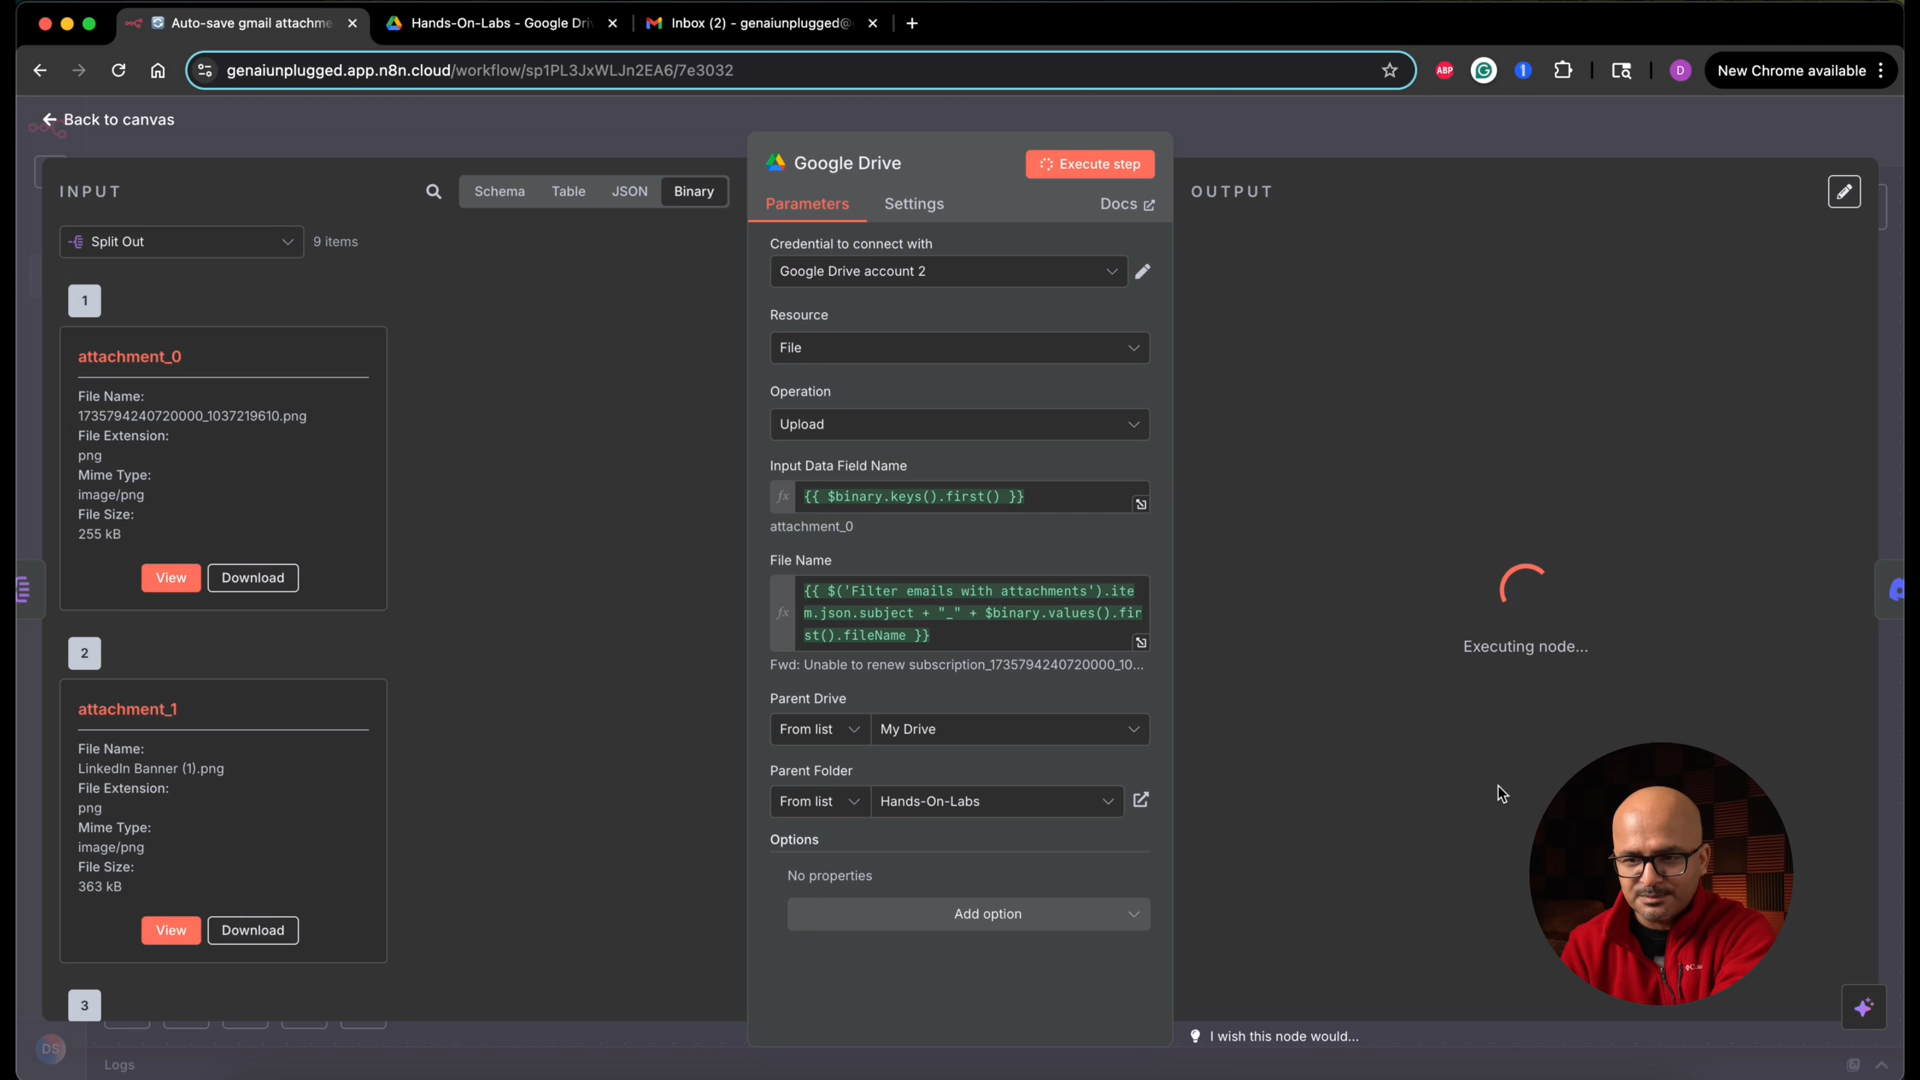 Auto-save gmail attachme
Hands-On-Labs - Google Dri
Inbox (2) - genaiunplugged@
genaiunplugged.app.n8n.cloud/workflow/sp1PL3JxWLJn2EA6/7e3032
ABP
1
D
New Chrome available
Back to canvas
INPUT
Schema
Table
JSON
Binary
Split Out
9 items
1
attachment_0
File Name:
1735794240720000_1037219610.png
File Extension:
png
Mime Type:
image/png
File Size:
255 kB
View
Download
2
attachment_1
File Name:
LinkedIn Banner (1).png
File Extension:
png
Mime Type:
image/png
File Size:
363 kB
View
Download
3
Google Drive
Execute step
Parameters
Settings
Docs
Credential to connect with
Google Drive account 2
Resource
File
Operation
Upload
Input Data Field Name
fx
{{ $binary.keys().first() }}
attachment_0
File Name
fx
{{ $('Filter emails with attachments').ite
m.json.subject + "_" + $binary.values().fir
st().fileName }}
Fwd: Unable to renew subscription_1735794240720000_10...
Parent Drive
From list
My Drive
Parent Folder
From list
Hands-On-Labs
Options
No properties
Add option
OUTPUT
Executing node...
I wish this node would...
DS
Logs